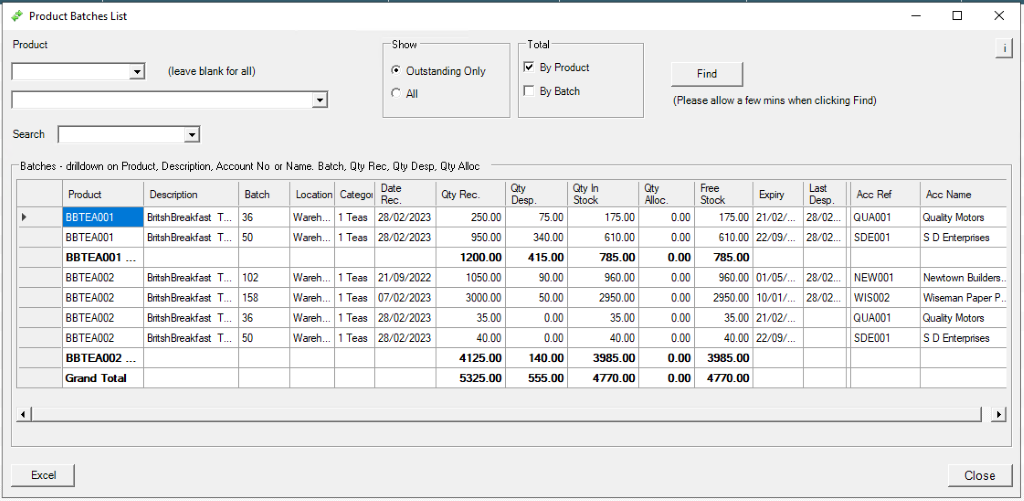 Product Batches List
i
Product
(leave blank for all)
Show
Outstanding Only
All
Total
By Product
By Batch
Find
(Please allow a few mins when clicking Find)
Search
Batches - drilldown on Product, Description, Account No or Name. Batch, Qty Rec, Qty Desp, Qty Alloc
Product Description Batch Location Categor Date Rec. Qty Rec. Qty Desp. Qty In Stock Qty Alloc. Free Stock Expiry Last Desp. Acc Ref Acc Name
BBTEA001 BritshBreakfast T... 36 Wareh... 1 Teas 28/02/2023 250.00 75.00 175.00 0.00 175.00 21/02/... 28/02... QUA001 Quality Motors
BBTEA001 BritshBreakfast T... 50 Wareh... 1 Teas 28/02/2023 950.00 340.00 610.00 0.00 610.00 22/09/... 28/02... SDE001 S D Enterprises
BBTEA001 ... 1200.00 415.00 785.00 0.00 785.00
BBTEA002 BritshBreakfast T... 102 Wareh... 1 Teas 21/09/2022 1050.00 90.00 960.00 0.00 960.00 01/05/... 28/02... NEW001 Newtown Builders...
BBTEA002 BritshBreakfast T... 158 Wareh... 1 Teas 07/02/2023 3000.00 50.00 2950.00 0.00 2950.00 10/01/... 28/02... WIS002 Wiseman Paper P...
BBTEA002 BritshBreakfast T... 36 Wareh... 1 Teas 28/02/2023 35.00 0.00 35.00 0.00 35.00 21/02/... QUA001 Quality Motors
BBTEA002 BritshBreakfast T... 50 Wareh... 1 Teas 28/02/2023 40.00 0.00 40.00 0.00 40.00 22/09/... SDE001 S D Enterprises
BBTEA002 ... 4125.00 140.00 3985.00 0.00 3985.00
Grand Total 5325.00 555.00 4770.00 0.00 4770.00
Excel
Close